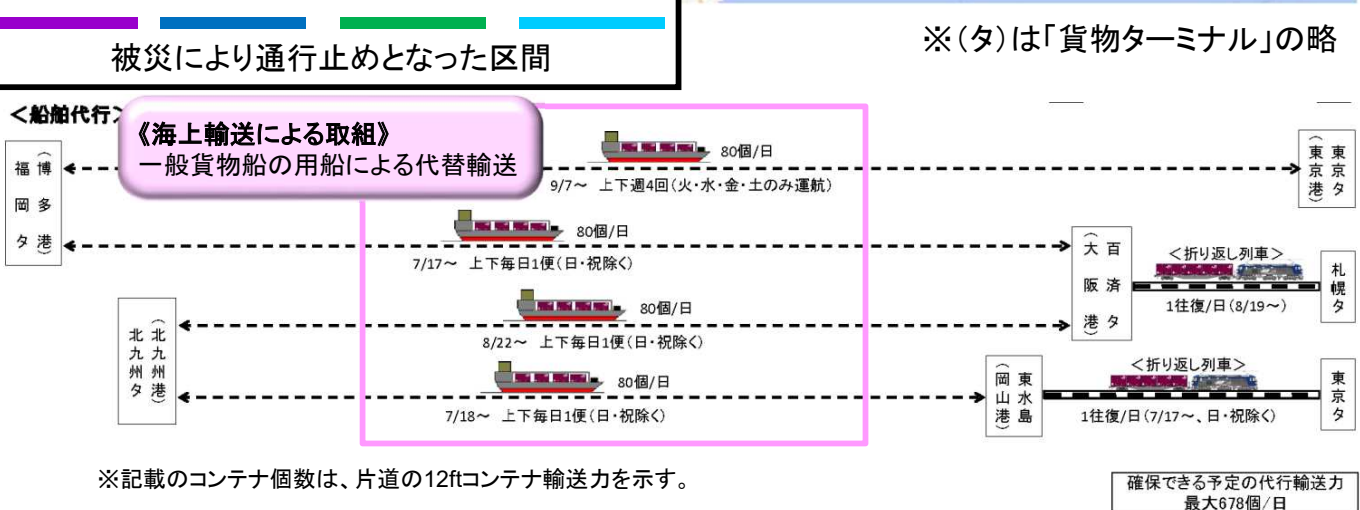 被災により通行止めとなった区間
※(タ)は「貨物ターミナル」の略
<船舶代行>
《海上輸送による取組》
一般貨物船の用船による代替輸送
福岡タ
(博多港)
80個/日
9/7~ 上下週4回(火・水・金・土のみ運航)
東京タ
(東京港)
80個/日
7/17~ 上下毎日1便(日・祝除く)
百済タ
(大阪港)
<折り返し列車>
1往復/日(8/19~)
札幌タ
北九州タ
(北九州港)
80個/日
8/22~ 上下毎日1便(日・祝除く)
80個/日
7/18~ 上下毎日1便(日・祝除く)
東水島
(岡山港)
<折り返し列車>
1往復/日(7/17~、日・祝除く)
東京タ
※記載のコンテナ個数は、片道の12ftコンテナ輸送力を示す。
確保できる予定の代行輸送力
最大678個/日